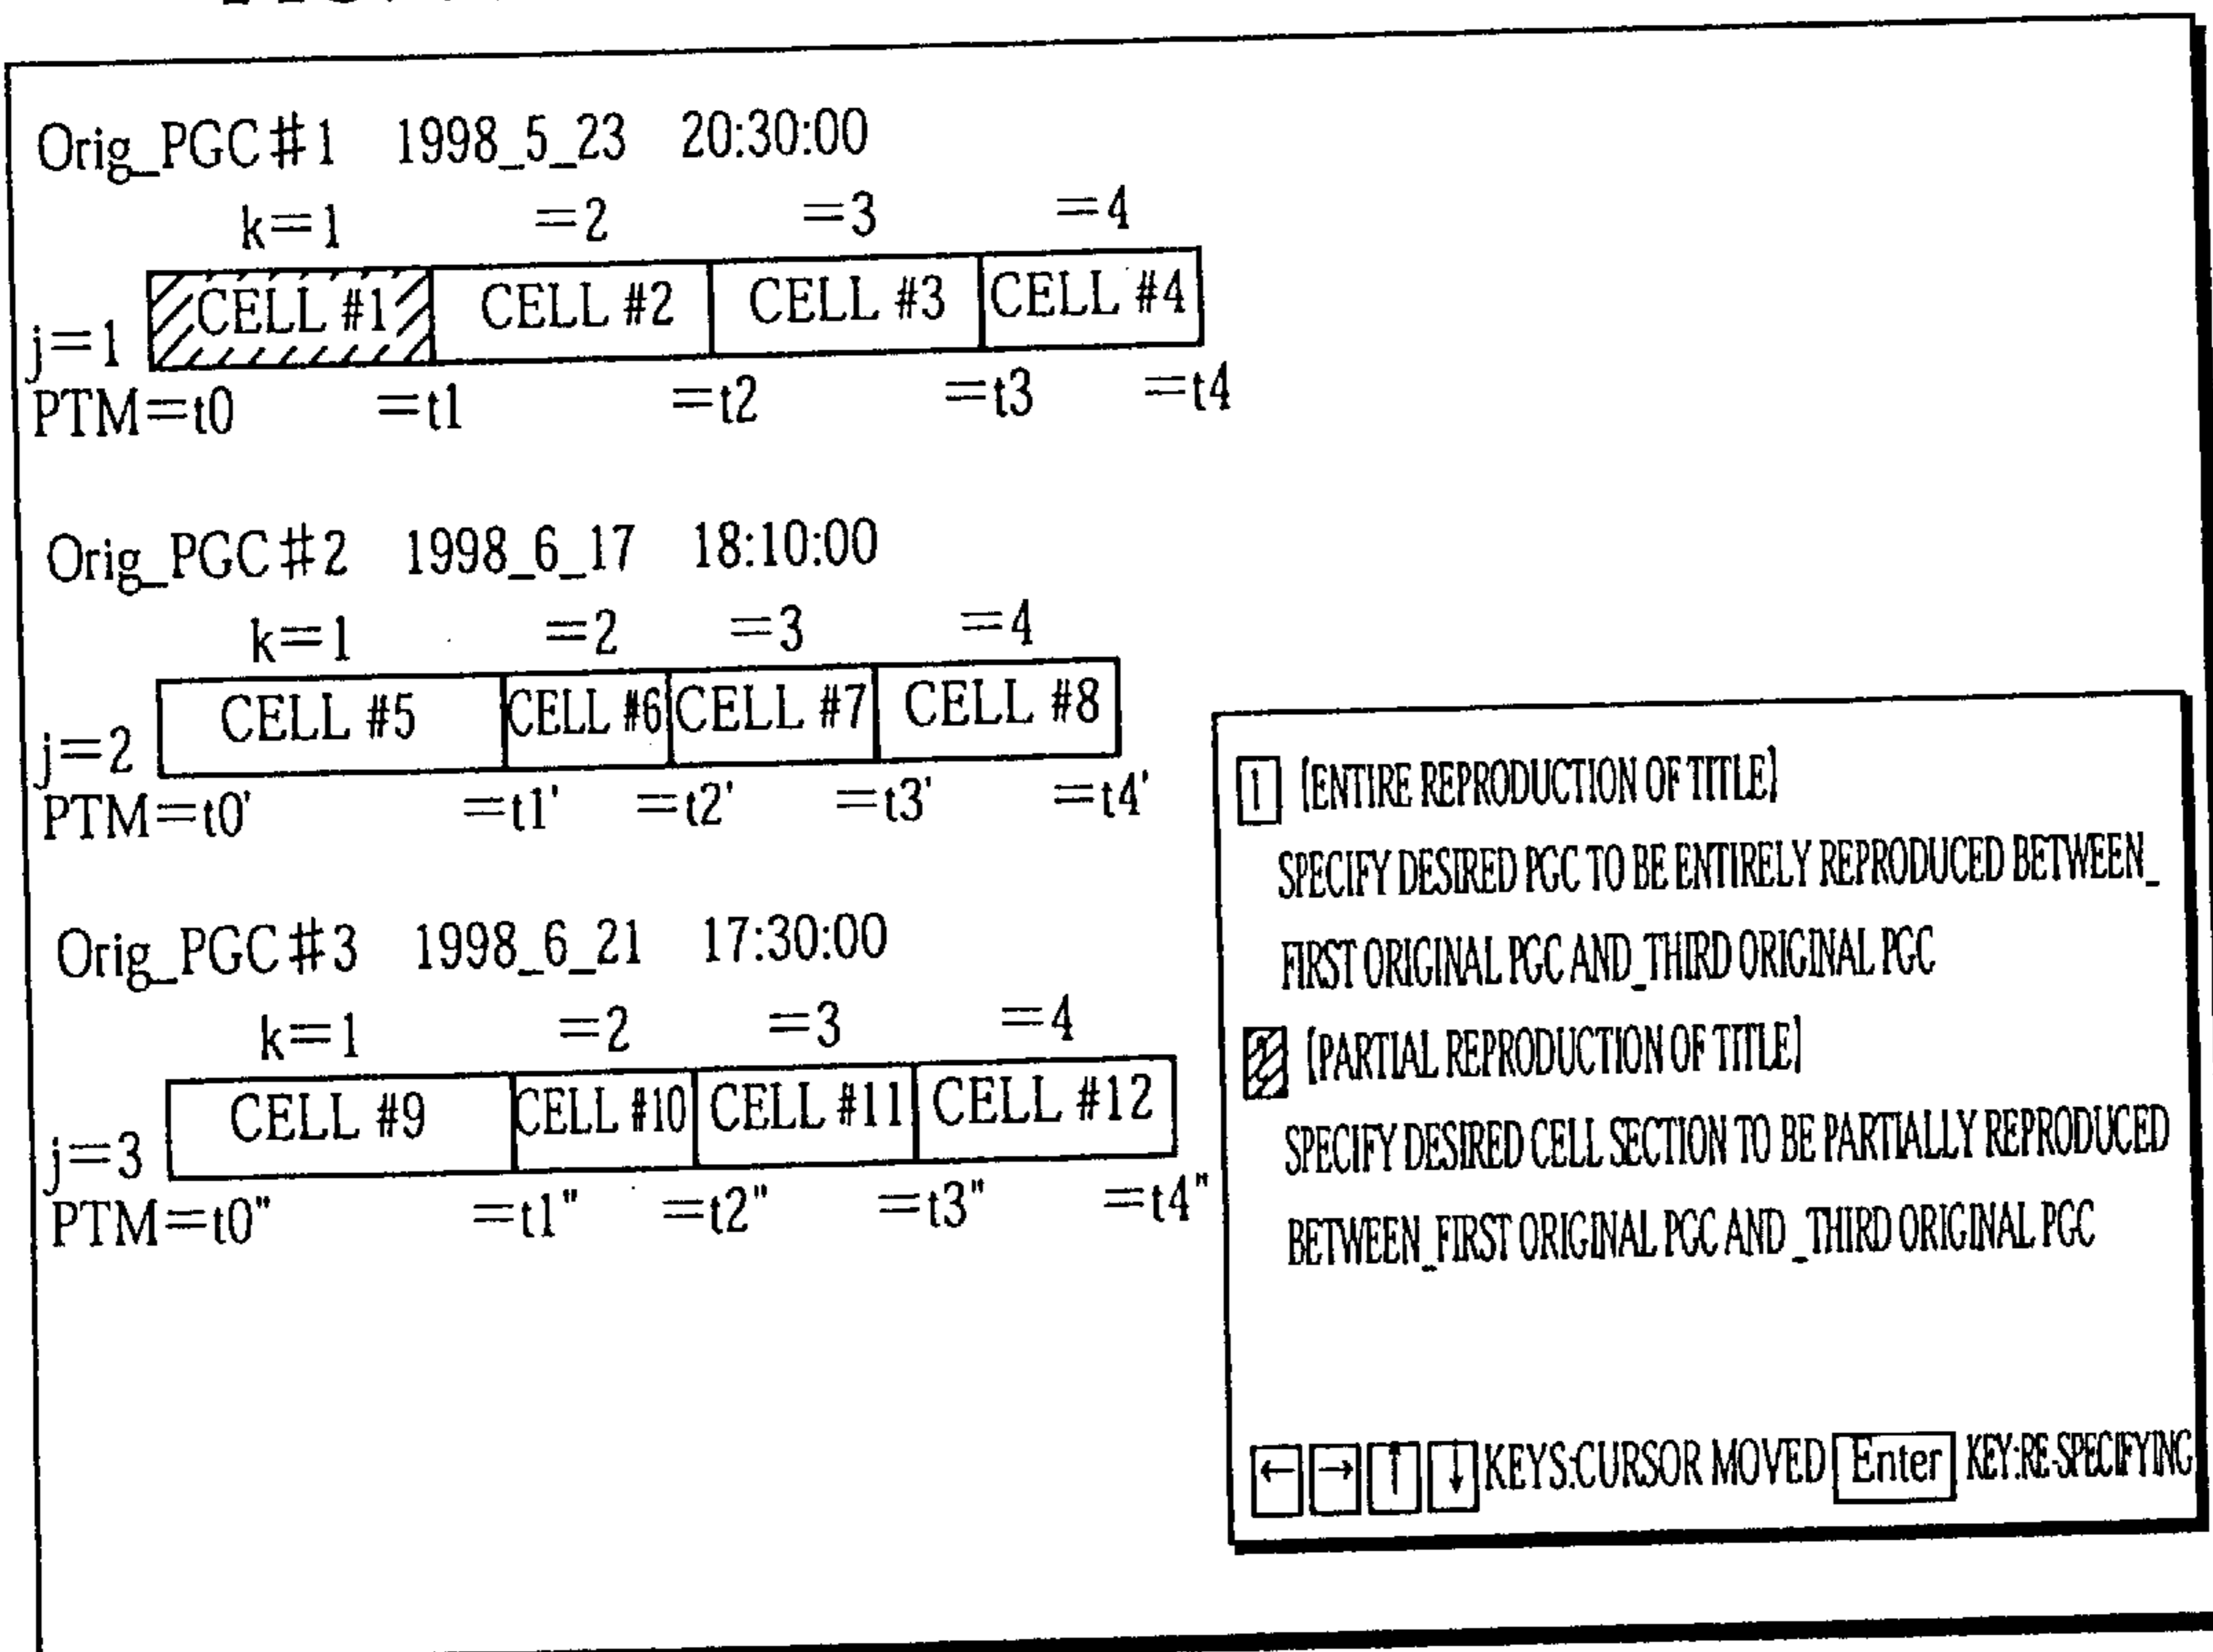 Orig_PGC#1 1998_5_23 20:30:00
k=1 =2 =3 =4
j=1 CELL #1 CELL #2 CELL #3 CELL #4
PTM=t0 =t1 =t2 =t3 =t4
Orig_PGC#2 1998_6_17 18:10:00
k=1 =2 =3 =4
j=2 CELL #5 CELL #6 CELL #7 CELL #8
PTM=t0' =t1' =t2' =t3' =t4'
Orig_PGC#3 1998_6_21 17:30:00
k=1 =2 =3 =4
j=3 CELL #9 CELL #10 CELL #11 CELL #12
PTM=t0" =t1" =t2" =t3" =t4"
1 [ENTIRE REPRODUCTION OF TITLE]
SPECIFY DESIRED PGC TO BE ENTIRELY REPRODUCED BETWEEN_
FIRST ORIGINAL PGC AND_THIRD ORIGINAL PGC
[PARTIAL REPRODUCTION OF TITLE]
SPECIFY DESIRED CELL SECTION TO BE PARTIALLY REPRODUCED
BETWEEN_FIRST ORIGINAL PGC AND_THIRD ORIGINAL PGC
← → ↑ ↓ KEYS:CURSOR MOVED Enter KEY:RE-SPECIFYING